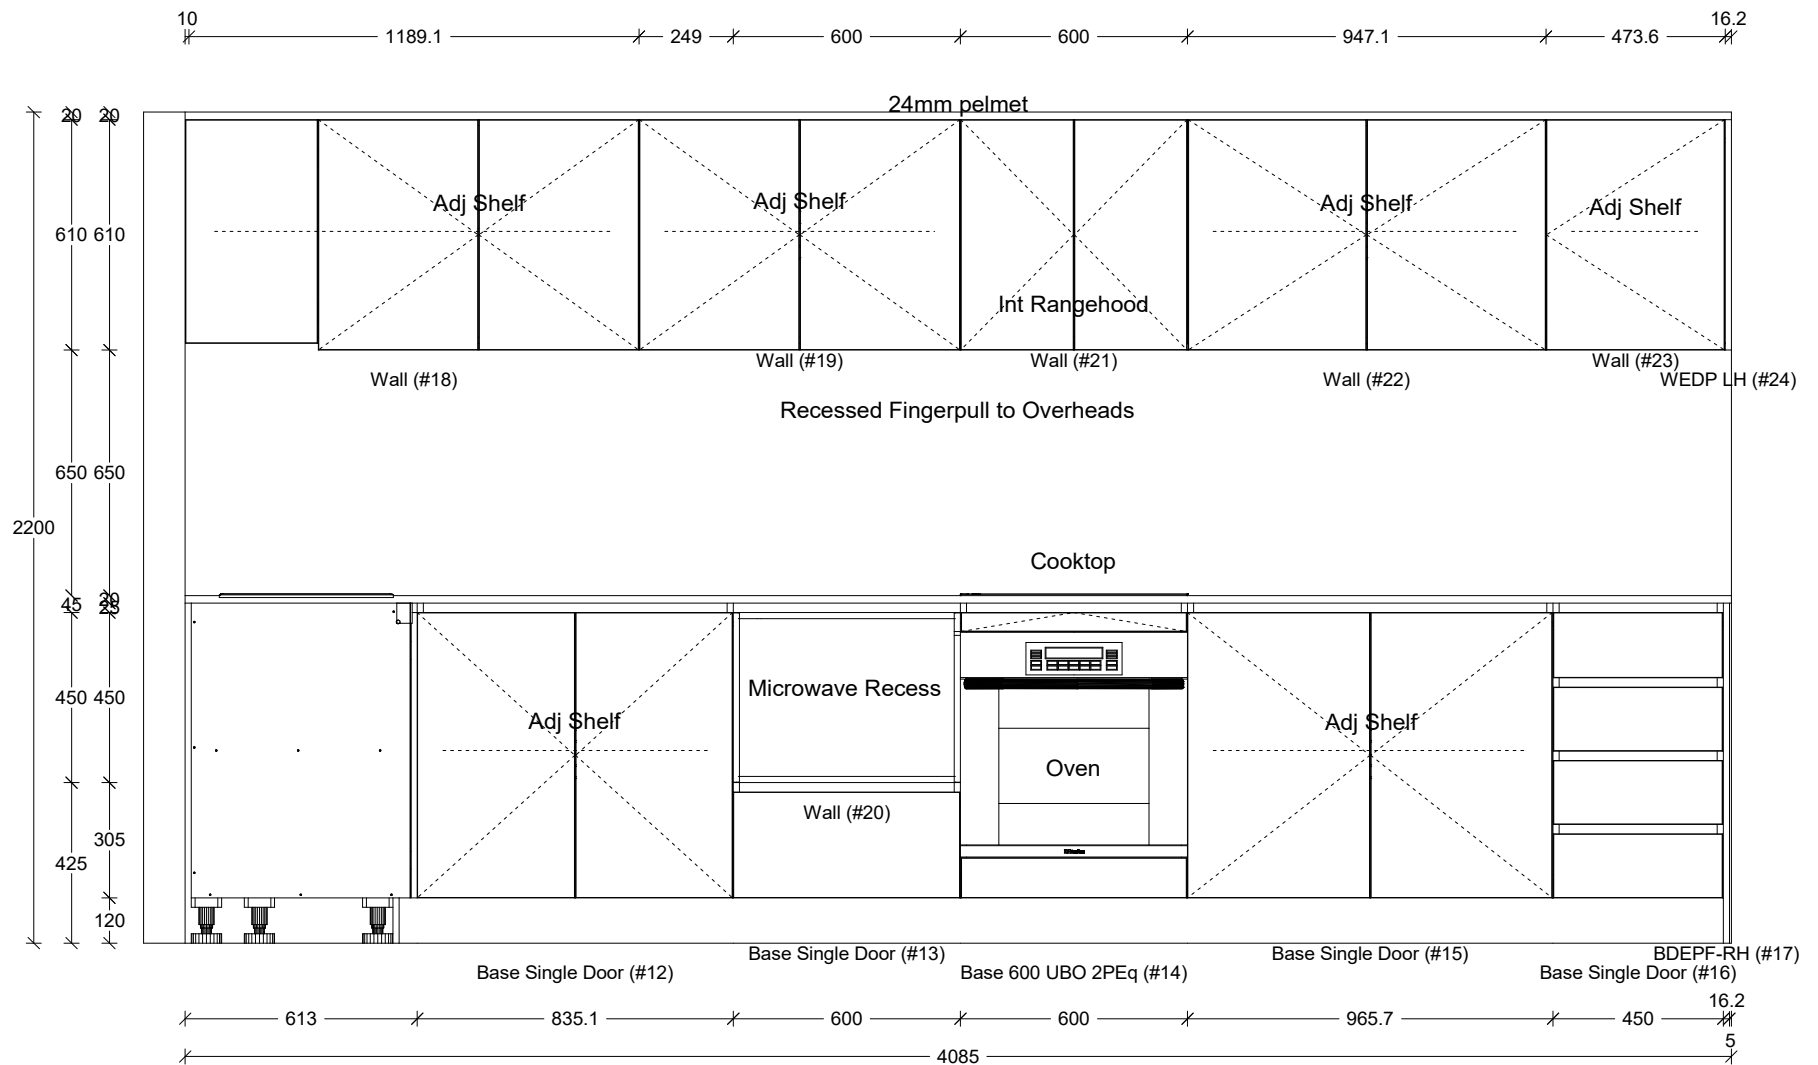 10
16.2
1189.1
249
600
600
947.1
473.6
24mm pelmet
20
20
Adj Shelf
Adj Shelf
Adj Shelf
Adj Shelf
610
610
Int Rangehood
Wall (#19)
Wall (#21)
Wall (#23)
Wall (#18)
Wall (#22)
WEDP LH (#24)
Recessed Fingerpull to Overheads
650
650
2200
Cooktop
45
20
25
Microwave Recess
450
450
Adj Shelf
Adj Shelf
Oven
Wall (#20)
305
425
120
Base Single Door (#13)
Base Single Door (#15)
BDEPF-RH (#17)
Base Single Door (#12)
Base 600 UBO 2PEq (#14)
Base Single Door (#16)
16.2
613
835.1
600
600
965.7
450
5
4085